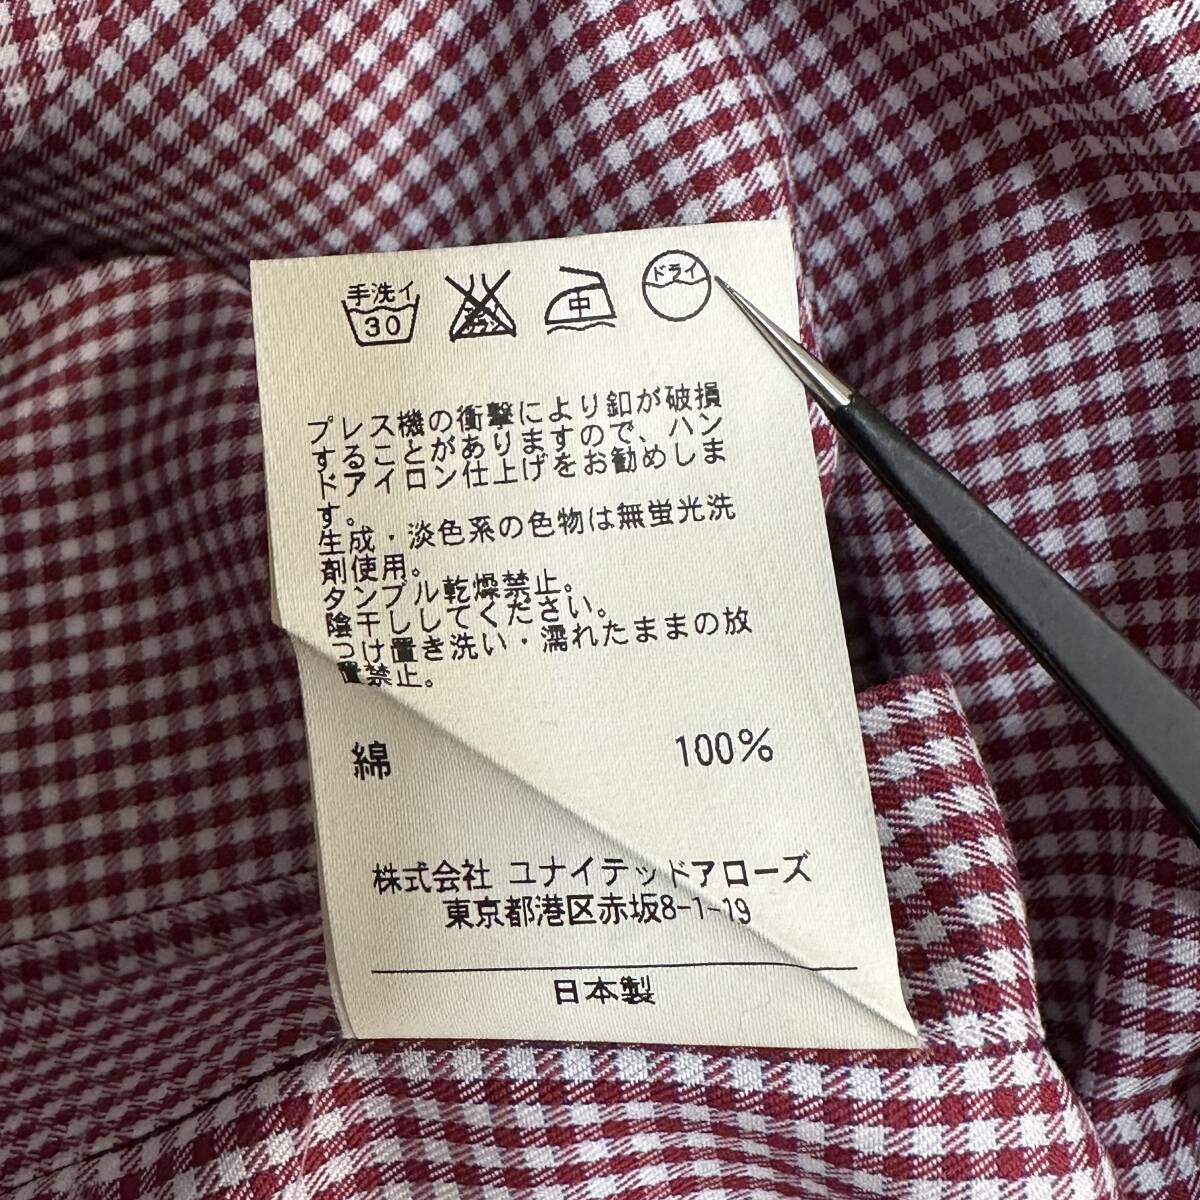 手洗イ 30 中 ドライ
プレス機の衝撃により釦が破損
することがありますので、ハン
ドアイロン仕上げをお勧めしま
す。
生成・淡色系の色物は無蛍光洗
剤使用。
タンブル乾燥禁止。
陰干ししてください。
つけ置き洗い・濡れたままの放
置禁止。
綿 100%
株式会社 ユナイテッドアローズ
東京都港区赤坂8-1-19
日本製